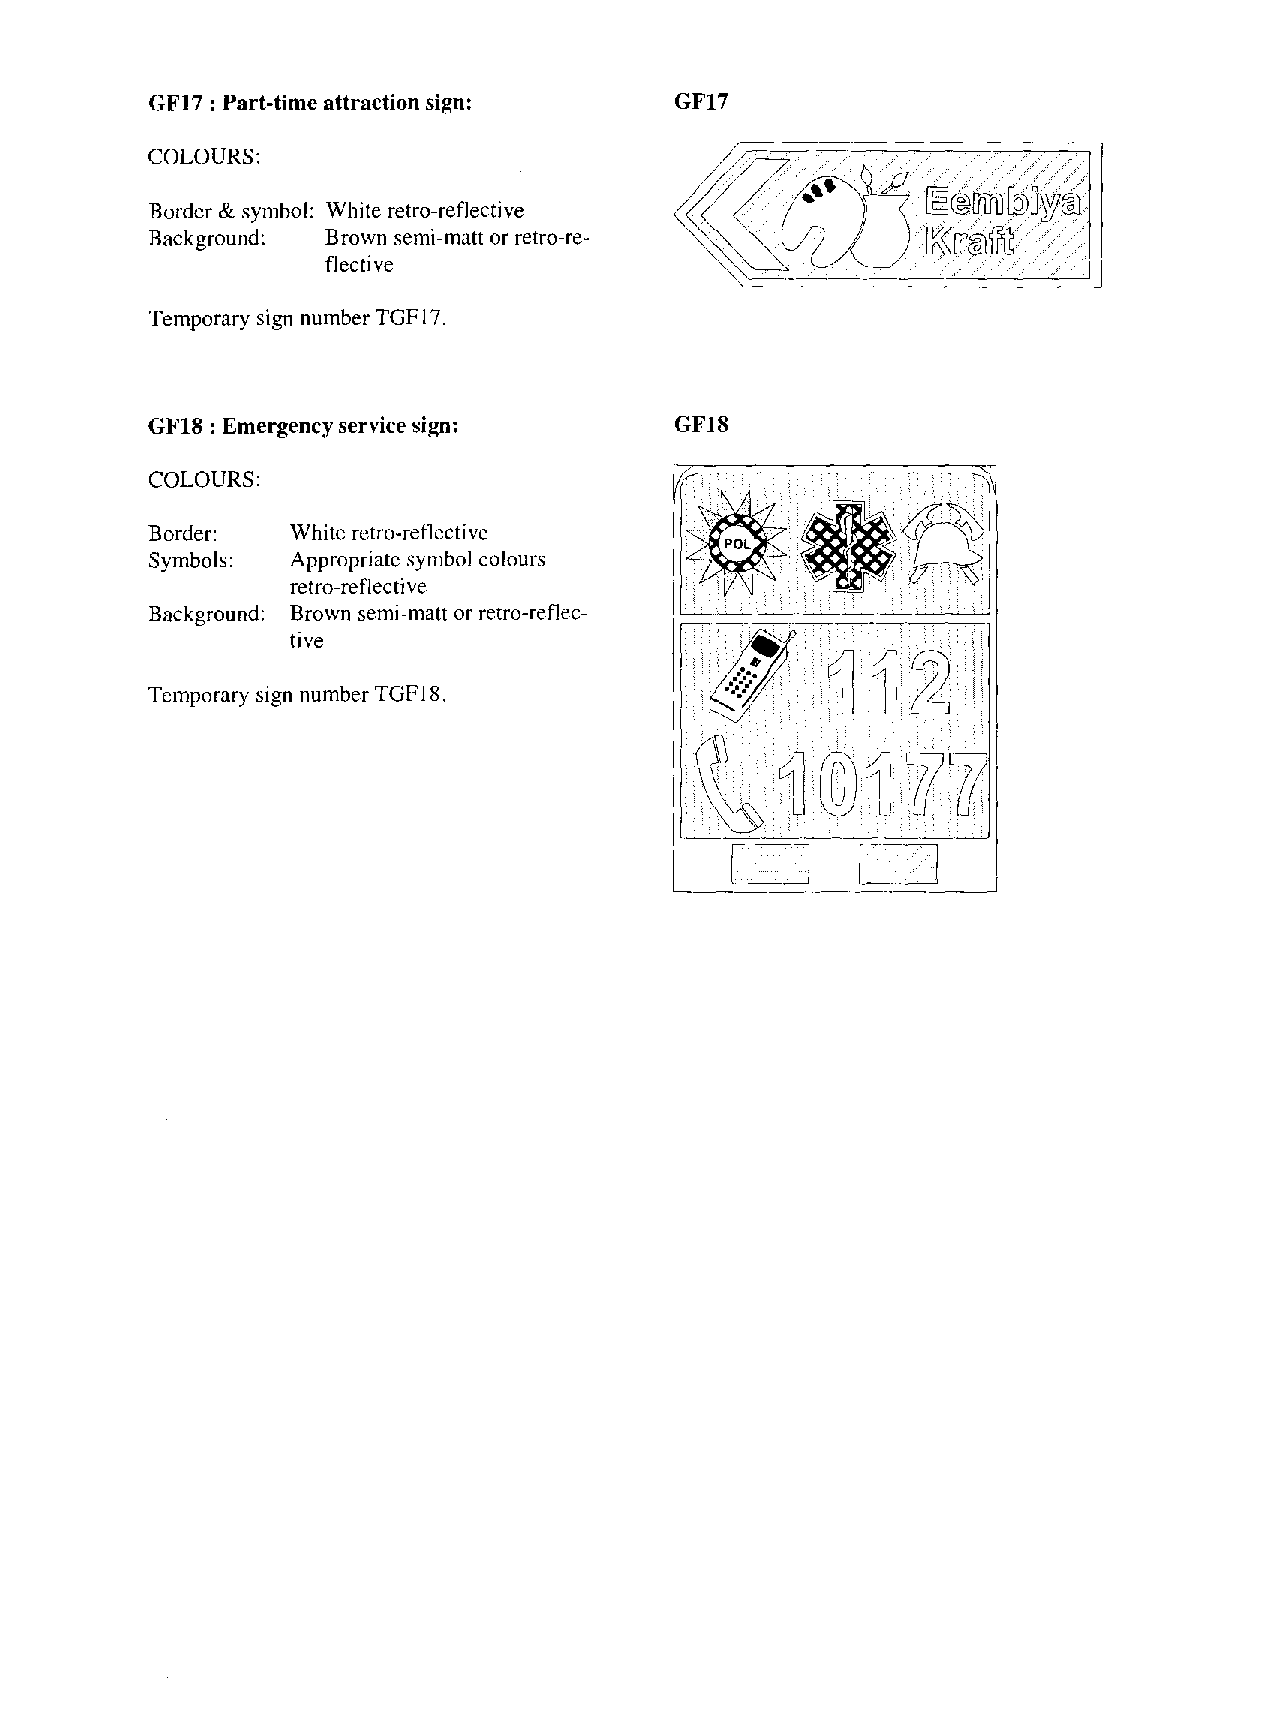 GF17 : Part-time attraction sign:
GF17
COLOURS:
Border & symbol: White retro-reflective
Background: Brown semi-matt or retro-re-
flective
Eembiya
Kraft
Temporary sign number TGF17.
GF18 : Emergency service sign:
GF18
COLOURS:
Border: White retro-reflective
Symbols: Appropriate symbol colours
retro-reflective
Background: Brown semi-matt or retro-reflec-
tive
Temporary sign number TGF18.
POL
112
10177